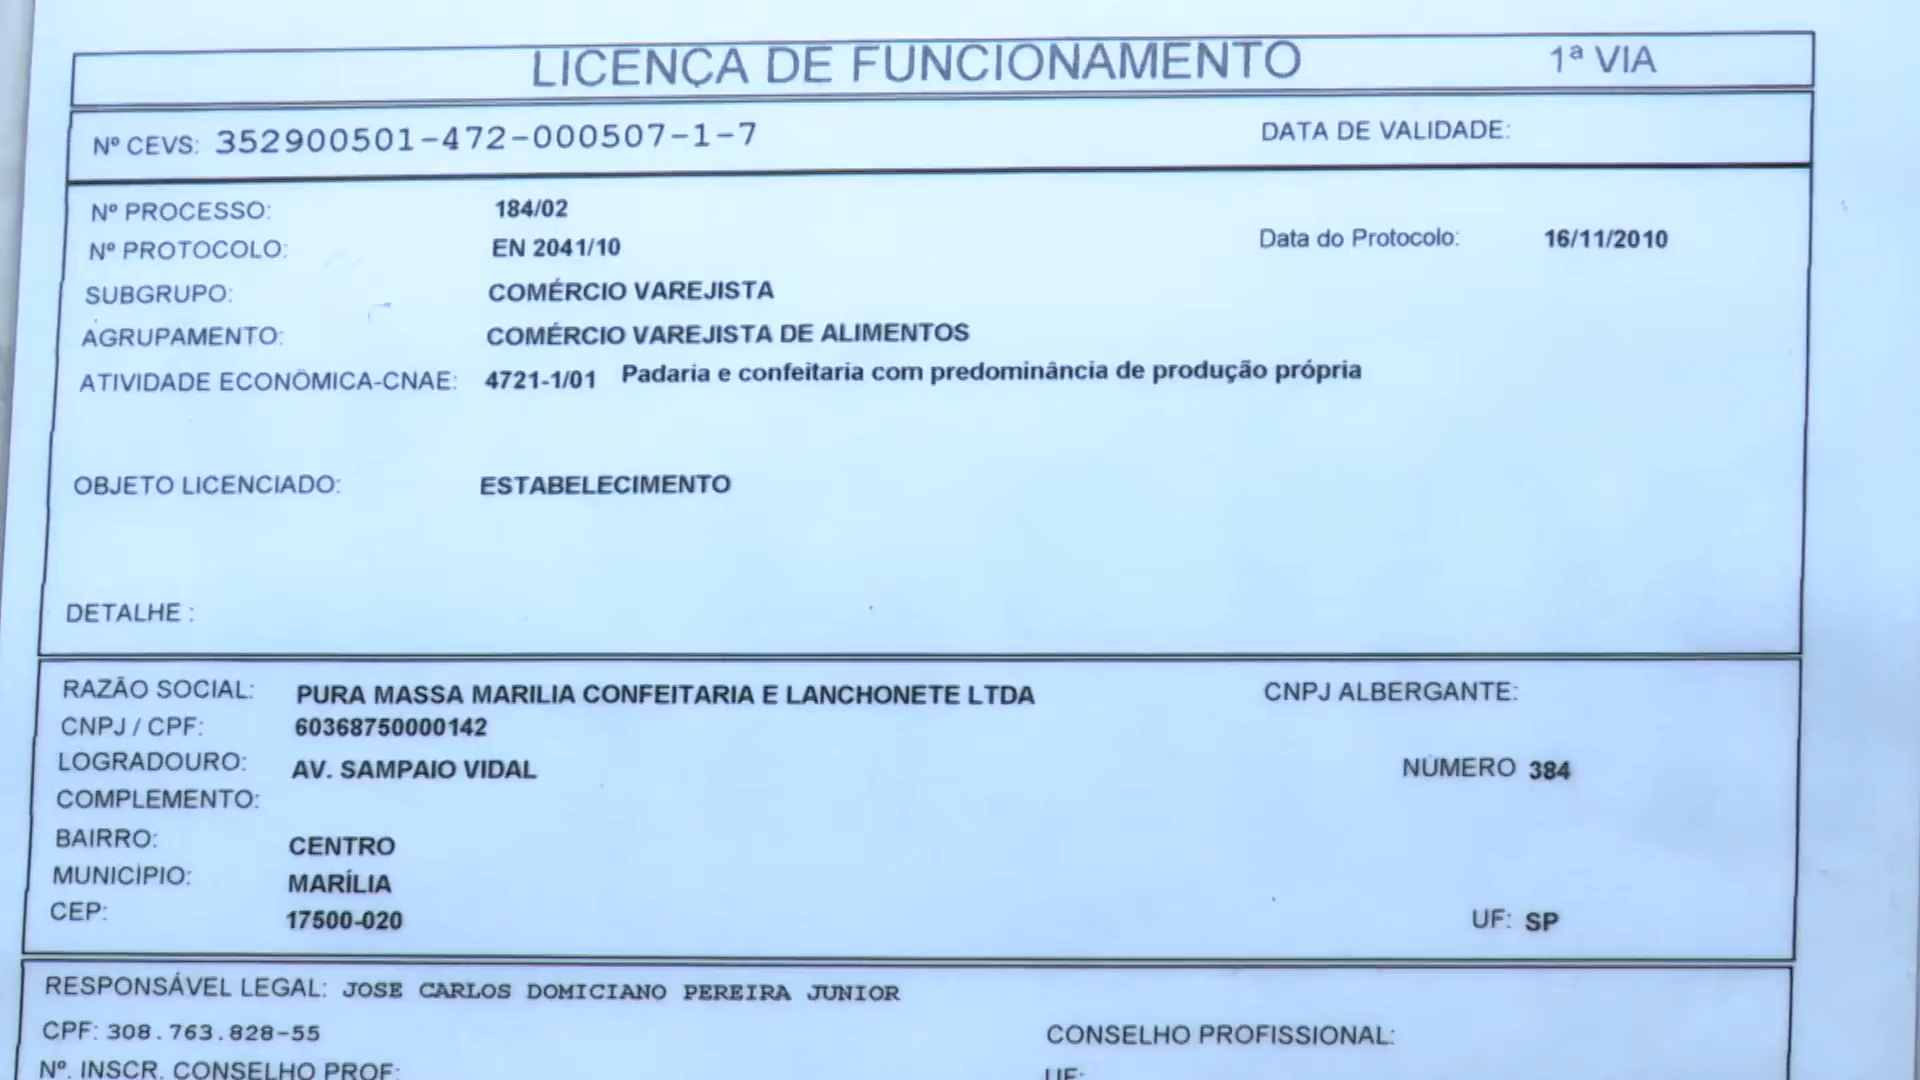 LICENÇA DE FUNCIONAMENTO 1ª VIA
Nº CEVS: 352900501-472-000507-1-7 DATA DE VALIDADE:
Nº PROCESSO: 184/02
Nº PROTOCOLO: EN 2041/10 Data do Protocolo: 16/11/2010
SUBGRUPO: COMÉRCIO VAREJISTA
AGRUPAMENTO: COMÉRCIO VAREJISTA DE ALIMENTOS
ATIVIDADE ECONÔMICA-CNAE: 4721-1/01 Padaria e confeitaria com predominância de produção própria
OBJETO LICENCIADO: ESTABELECIMENTO
DETALHE :
RAZÃO SOCIAL: PURA MASSA MARILIA CONFEITARIA E LANCHONETE LTDA CNPJ ALBERGANTE:
CNPJ / CPF: 60368750000142
LOGRADOURO: AV. SAMPAIO VIDAL NÚMERO 384
COMPLEMENTO:
BAIRRO: CENTRO
MUNICÍPIO: MARÍLIA
CEP: 17500-020 UF: SP
RESPONSÁVEL LEGAL: JOSE CARLOS DOMICIANO PEREIRA JUNIOR
CPF: 308.763.828-55 CONSELHO PROFISSIONAL:
Nº. INSCR. CONSELHO PROF: UF: